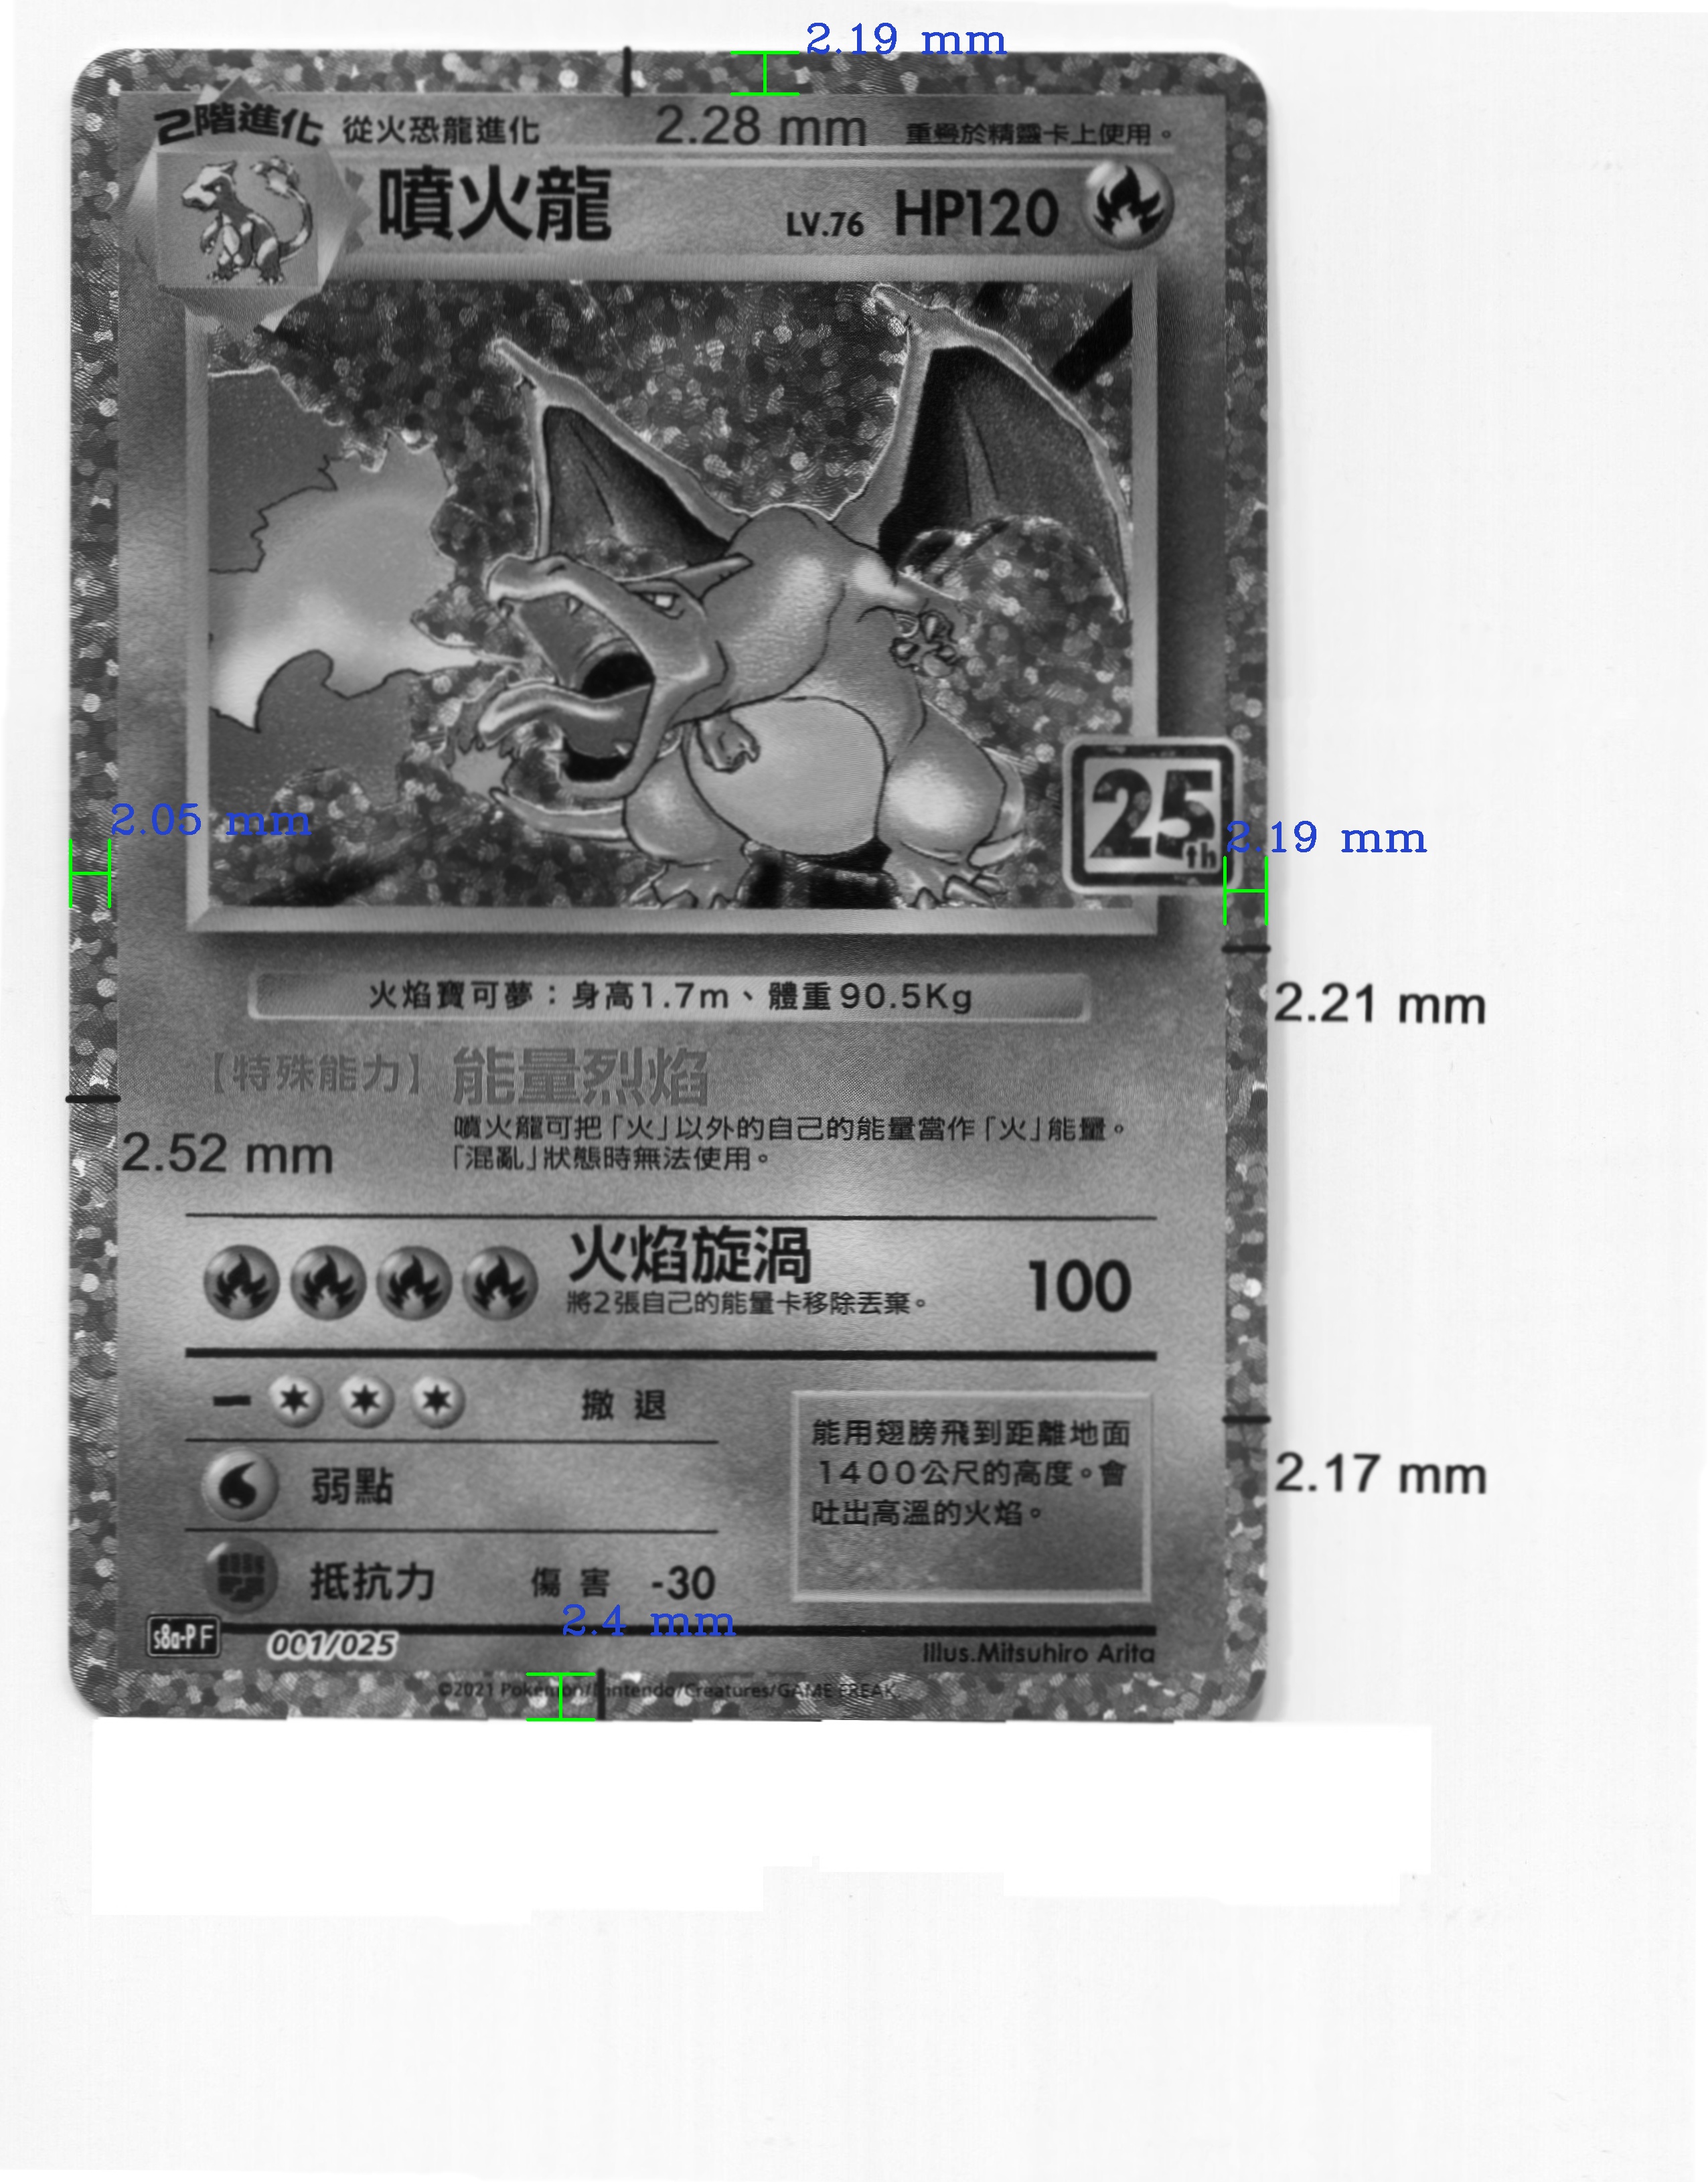 2.19 mm
2階進化 從火恐龍進化 2.28 mm 重疊於精靈卡上使用。
噴火龍 LV.76 HP120
25th
2.05 mm
2.19 mm
火焰寶可夢：身高1.7m、體重90.5Kg
2.21 mm
【特殊能力】 能量烈焰
噴火龍可把「火」以外的自己的能量當作「火」能量。
「混亂」狀態時無法使用。
2.52 mm
火焰旋渦 100
將2張自己的能量卡移除丟棄。
撤 退
能用翅膀飛到距離地面
1400公尺的高度。會
吐出高溫的火焰。
2.17 mm
弱點
抵抗力 傷 害 -30
2.4 mm
s8a-P F 001/025
illus.Mitsuhiro Arita
©2021 Pokémon/Nintendo/Creatures/GAME FREAK.